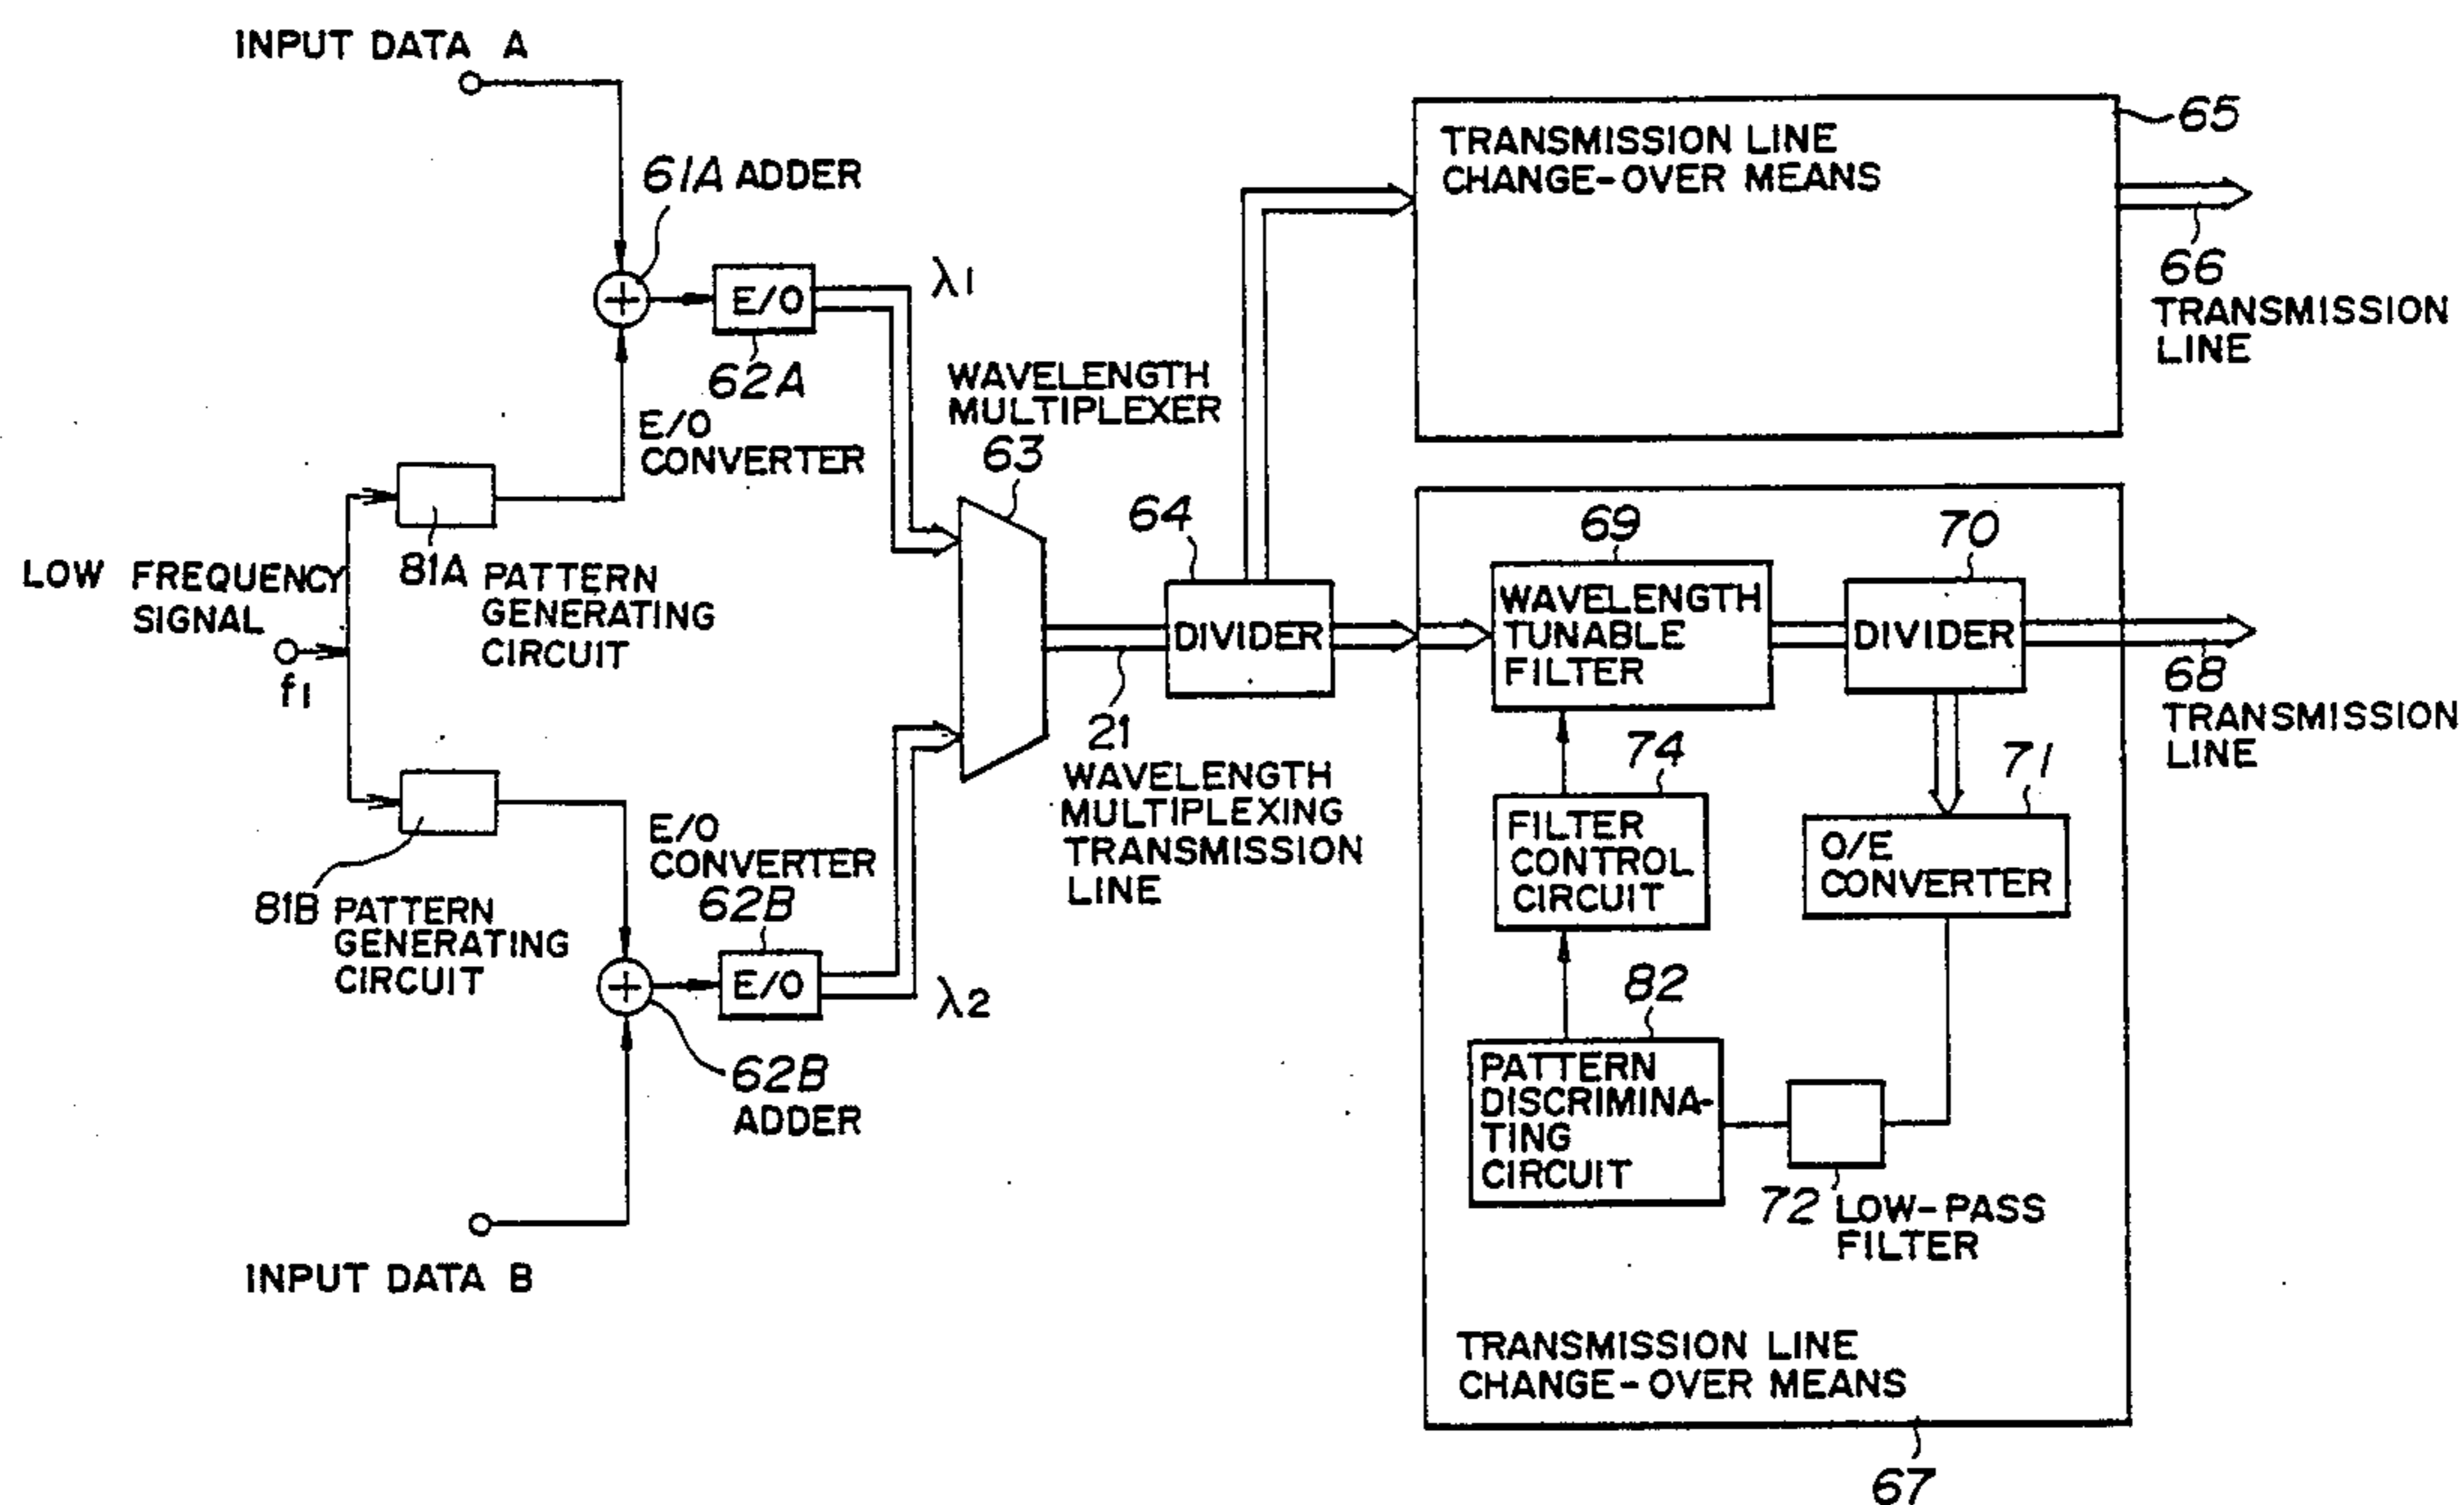 INPUT DATA A
61A ADDER
E/O
λ1
62A
E/O
CONVERTER
LOW FREQUENCY
SIGNAL
f1
81A PATTERN
GENERATING
CIRCUIT
81B PATTERN
GENERATING
CIRCUIT
E/O
CONVERTER
62B
E/O
λ2
62B
ADDER
INPUT DATA B
WAVELENGTH
MULTIPLEXER
63
64
DIVIDER
21
WAVELENGTH
MULTIPLEXING
TRANSMISSION
LINE
TRANSMISSION LINE
CHANGE-OVER MEANS
65
66
TRANSMISSION
LINE
69
WAVELENGTH
TUNABLE
FILTER
70
DIVIDER
68
TRANSMISSION
LINE
74
FILTER
CONTROL
CIRCUIT
71
O/E
CONVERTER
82
PATTERN
DISCRIMINA-
TING
CIRCUIT
72 LOW-PASS
FILTER
TRANSMISSION LINE
CHANGE-OVER MEANS
67